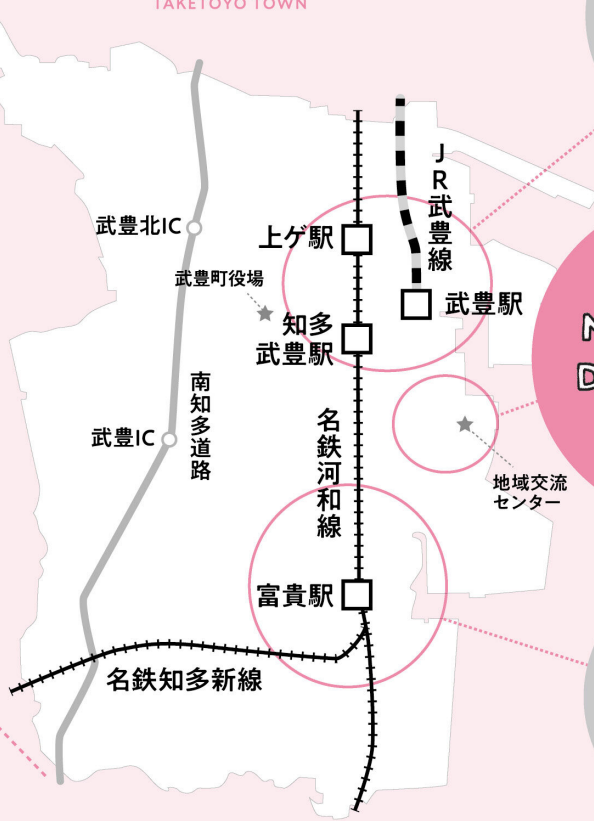 TAKETOYO TOWN
JR武豊線
武豊北IC
上ゲ駅
武豊町役場
武豊駅
知多
武豊駅
南知多道路
武豊IC
名鉄河和線
地域交流
センター
富貴駅
名鉄知多新線